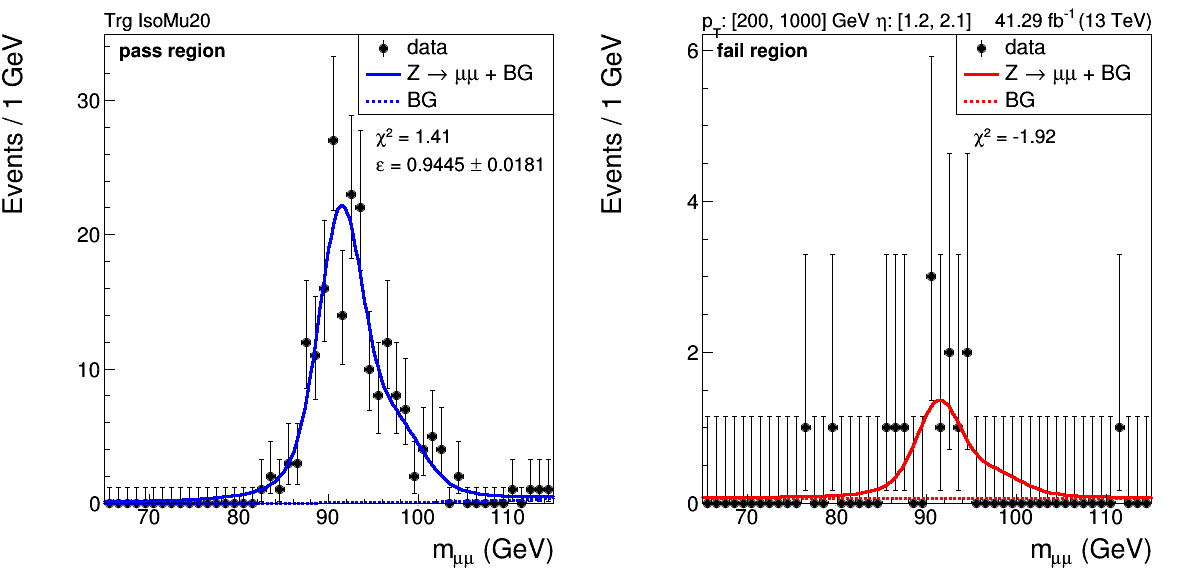 Trg IsoMu20
pass region
data
Z → μμ + BG
BG
χ² = 1.41
ε = 0.9445 ± 0.0181
Events / 1 GeV
30
20
10
0
70 80 90 100 110
mμμ (GeV)
pT: [200, 1000] GeV η: [1.2, 2.1] 41.29 fb⁻¹ (13 TeV)
fail region
data
Z → μμ + BG
BG
χ² = -1.92
Events / 1 GeV
6
4
2
0
70 80 90 100 110
mμμ (GeV)